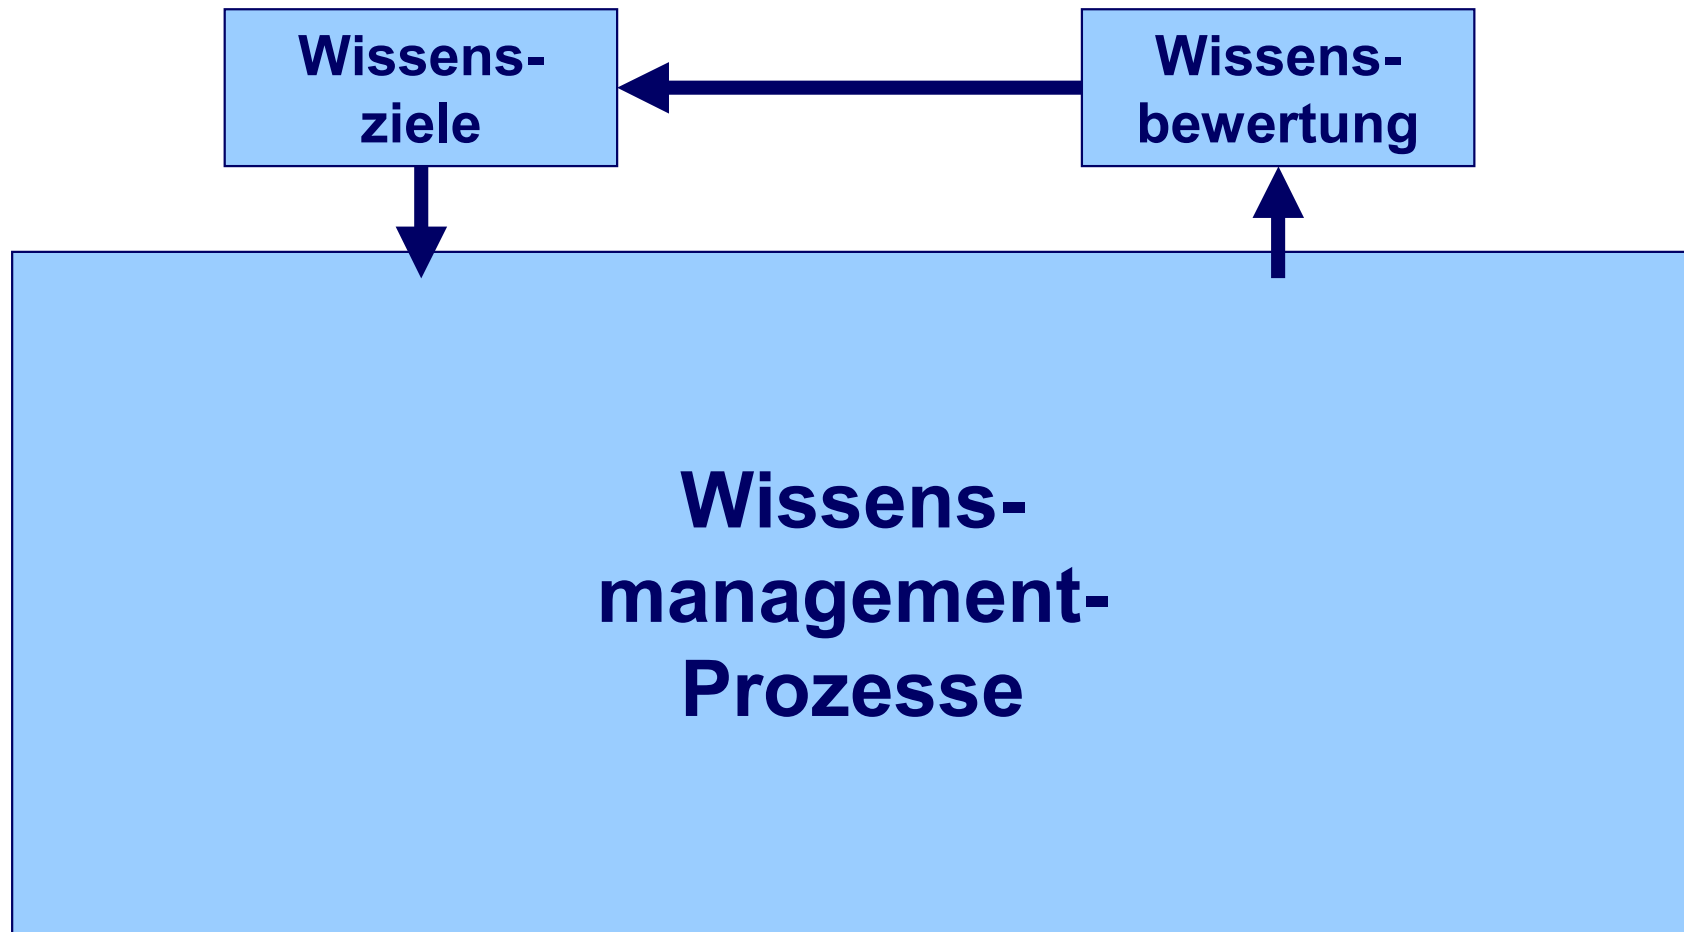 Wissens-
ziele
Wissens-
bewertung
Wissens-
management-
Prozesse